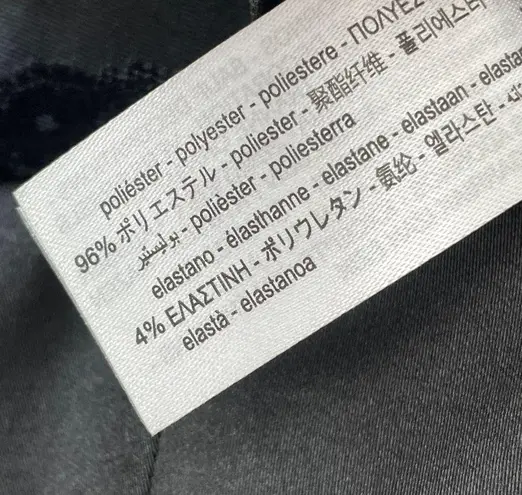 poliéster - polyester - poliestere - ΠΟΛΥΕΣ
96% ポリエステル - poliester - 聚酯纤维 - 폴리에스터
بوليستير - polièster - poliesterra
elastano - élasthanne - elastane - elastaan - elasta
4% ΕΛΑΣΤΙΝΗ - ポリウレタン - 氨纶 - 엘라스탄
elastà - elastanoa